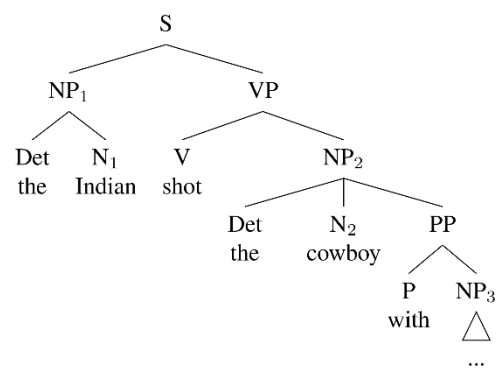 S
NP₁ VP
Det N₁ V NP₂
the Indian shot
Det N₂ PP
the cowboy
P NP₃
with
...